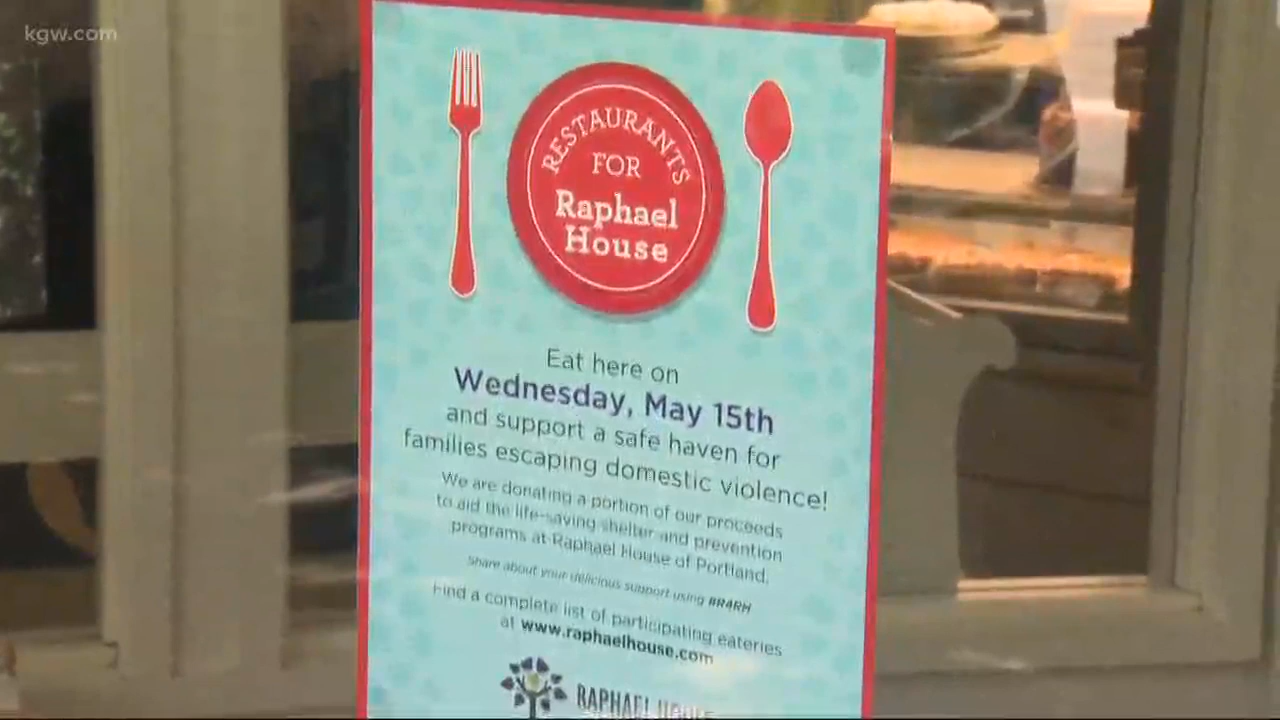 kgw.com
RESTAURANTS
FOR
Raphael
House
Eat here on
Wednesday, May 15th
and support a safe haven for
families escaping domestic violence!
We are donating a portion of our proceeds
to aid the life-saving shelter and prevention
programs at Raphael House of Portland.
Share about your delicious support using #R4RH
Find a complete list of participating eateries
at www.raphaelhouse.com
RAPHAEL HOUSE